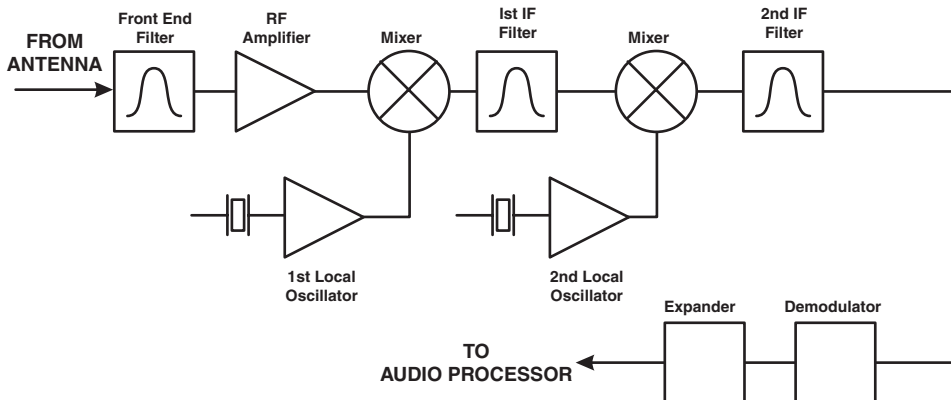 Front End
Filter
RF
Amplifier
Mixer
Ist IF
Filter
Mixer
2nd IF
Filter
FROM
ANTENNA
1st Local
Oscillator
2nd Local
Oscillator
Expander
Demodulator
TO
AUDIO PROCESSOR